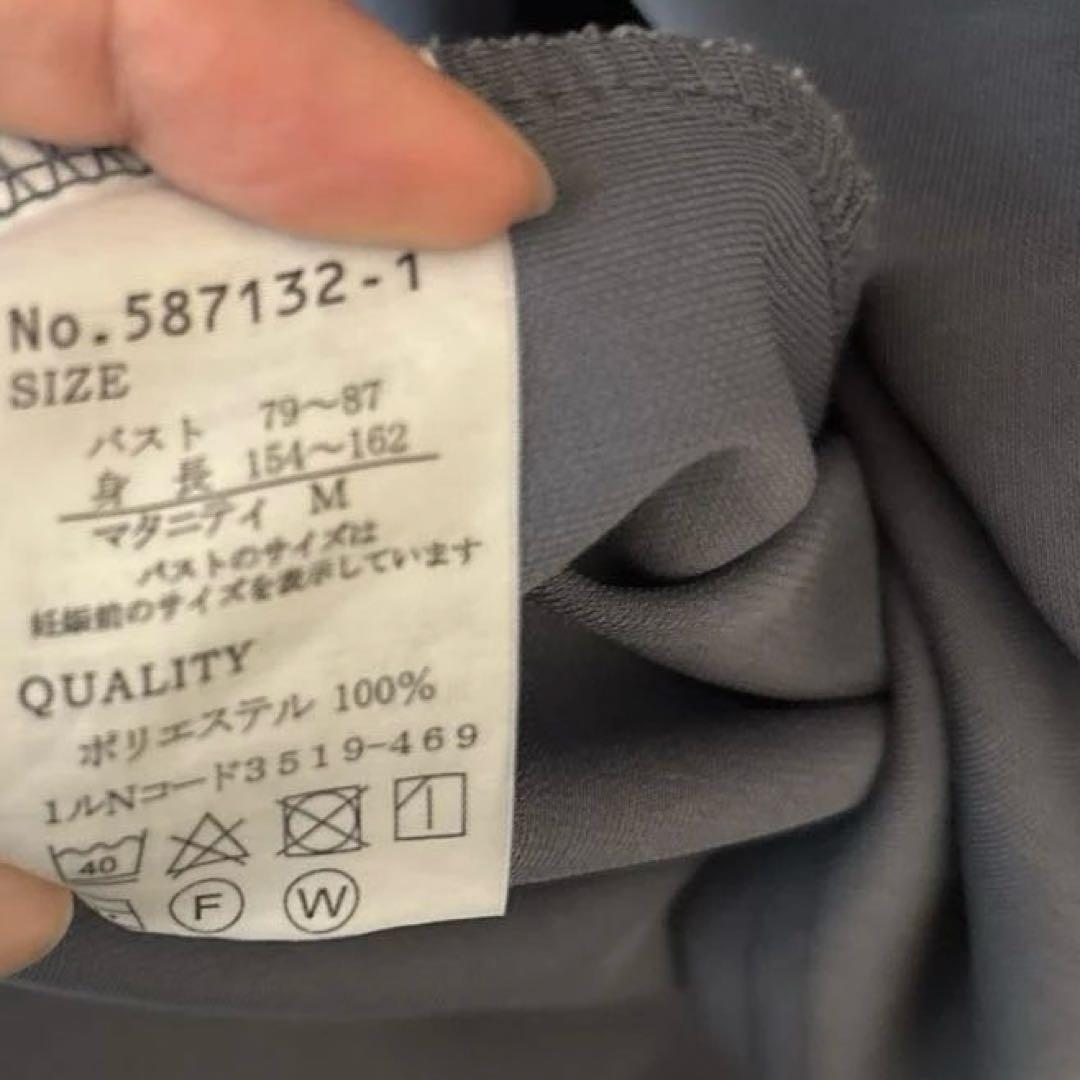 No.587132-1
SIZE
バスト 79～87
身 長 154～162
マタニティ M
バストのサイズは
妊娠前のサイズを表示しています
QUALITY
ポリエステル 100%
1ルNコード3519-469
40
F W